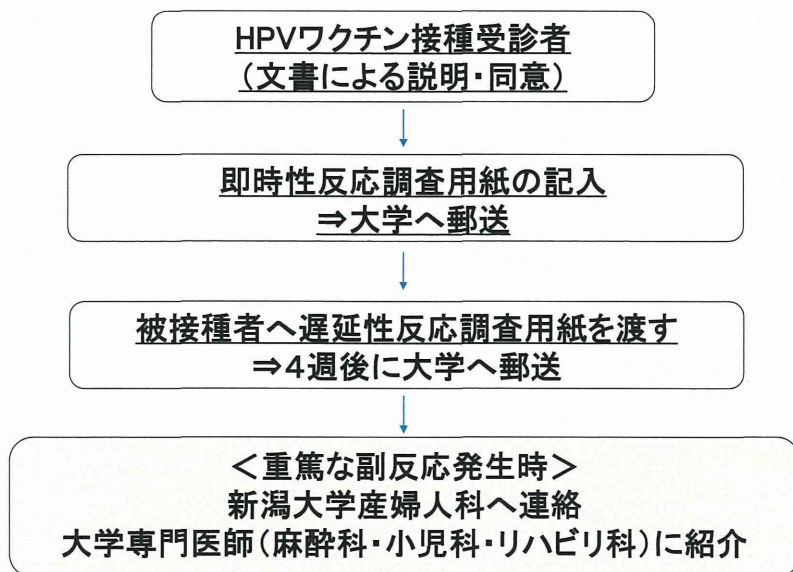 HPVワクチン接種受診者
（文書による説明・同意）
即時性反応調査用紙の記入
⇒大学へ郵送
被接種者へ遅延性反応調査用紙を渡す
⇒4週後に大学へ郵送
＜重篤な副反応発生時＞
新潟大学産婦人科へ連絡
大学専門医師（麻酔科・小児科・リハビリ科）に紹介